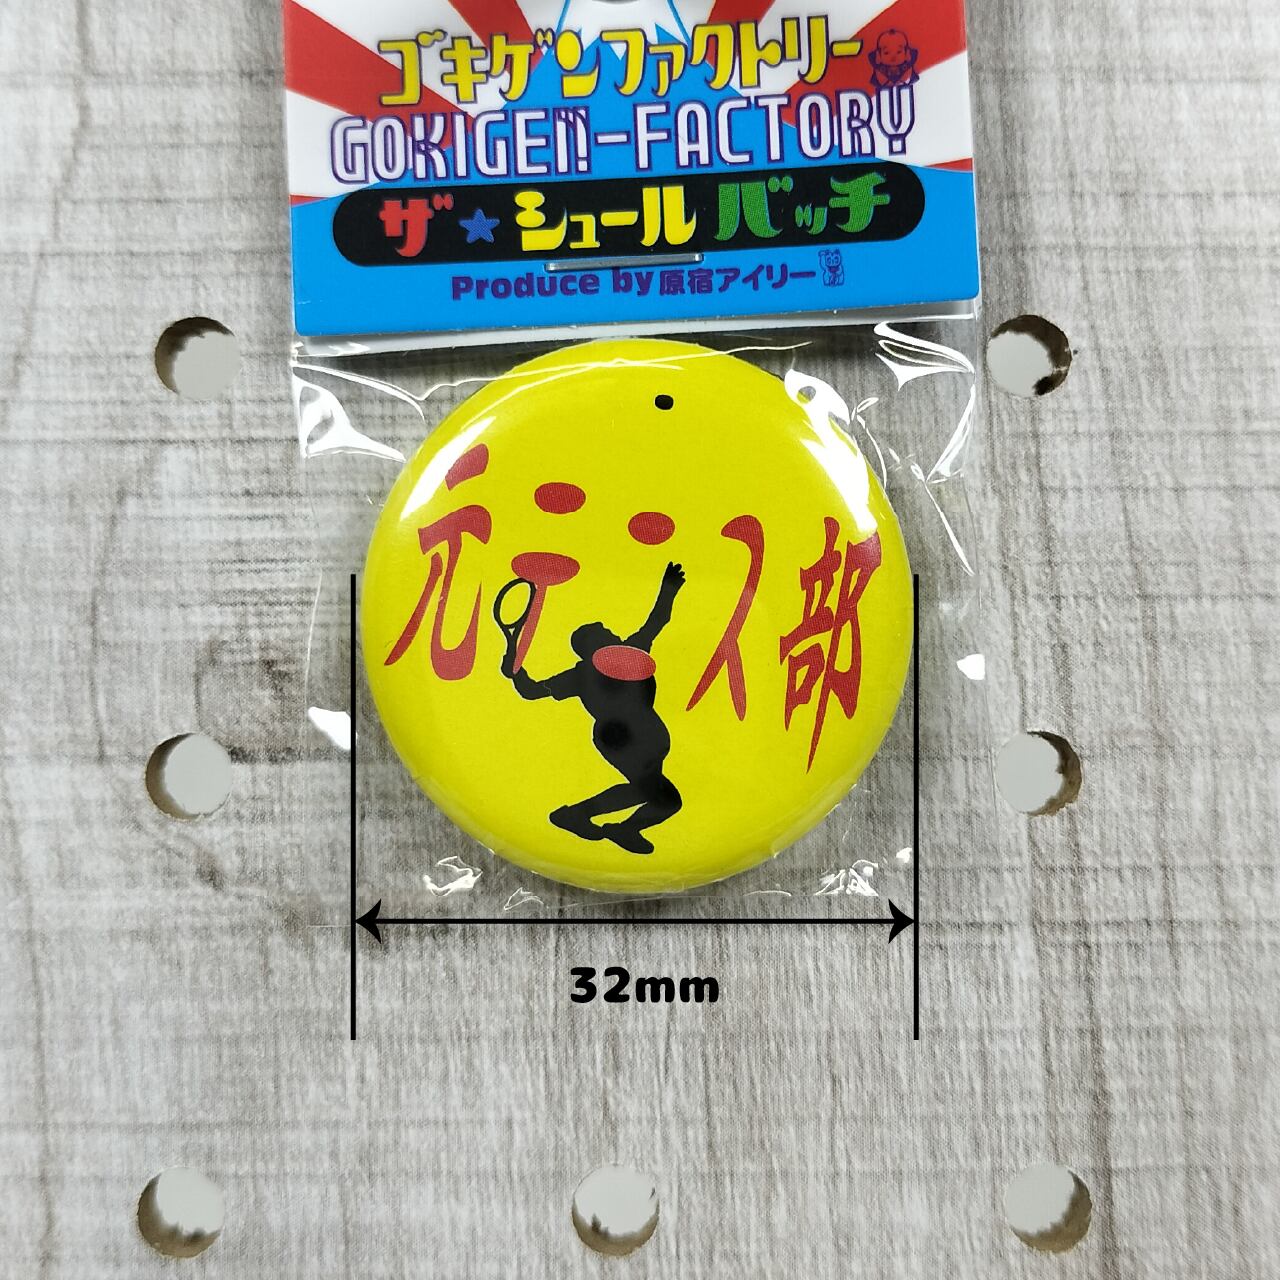 ゴキゲンファクトリー
GOKIGEN-FACTORY
ザ★シュールバッチ
Produce by 原宿アイリー
元テニス部
32mm